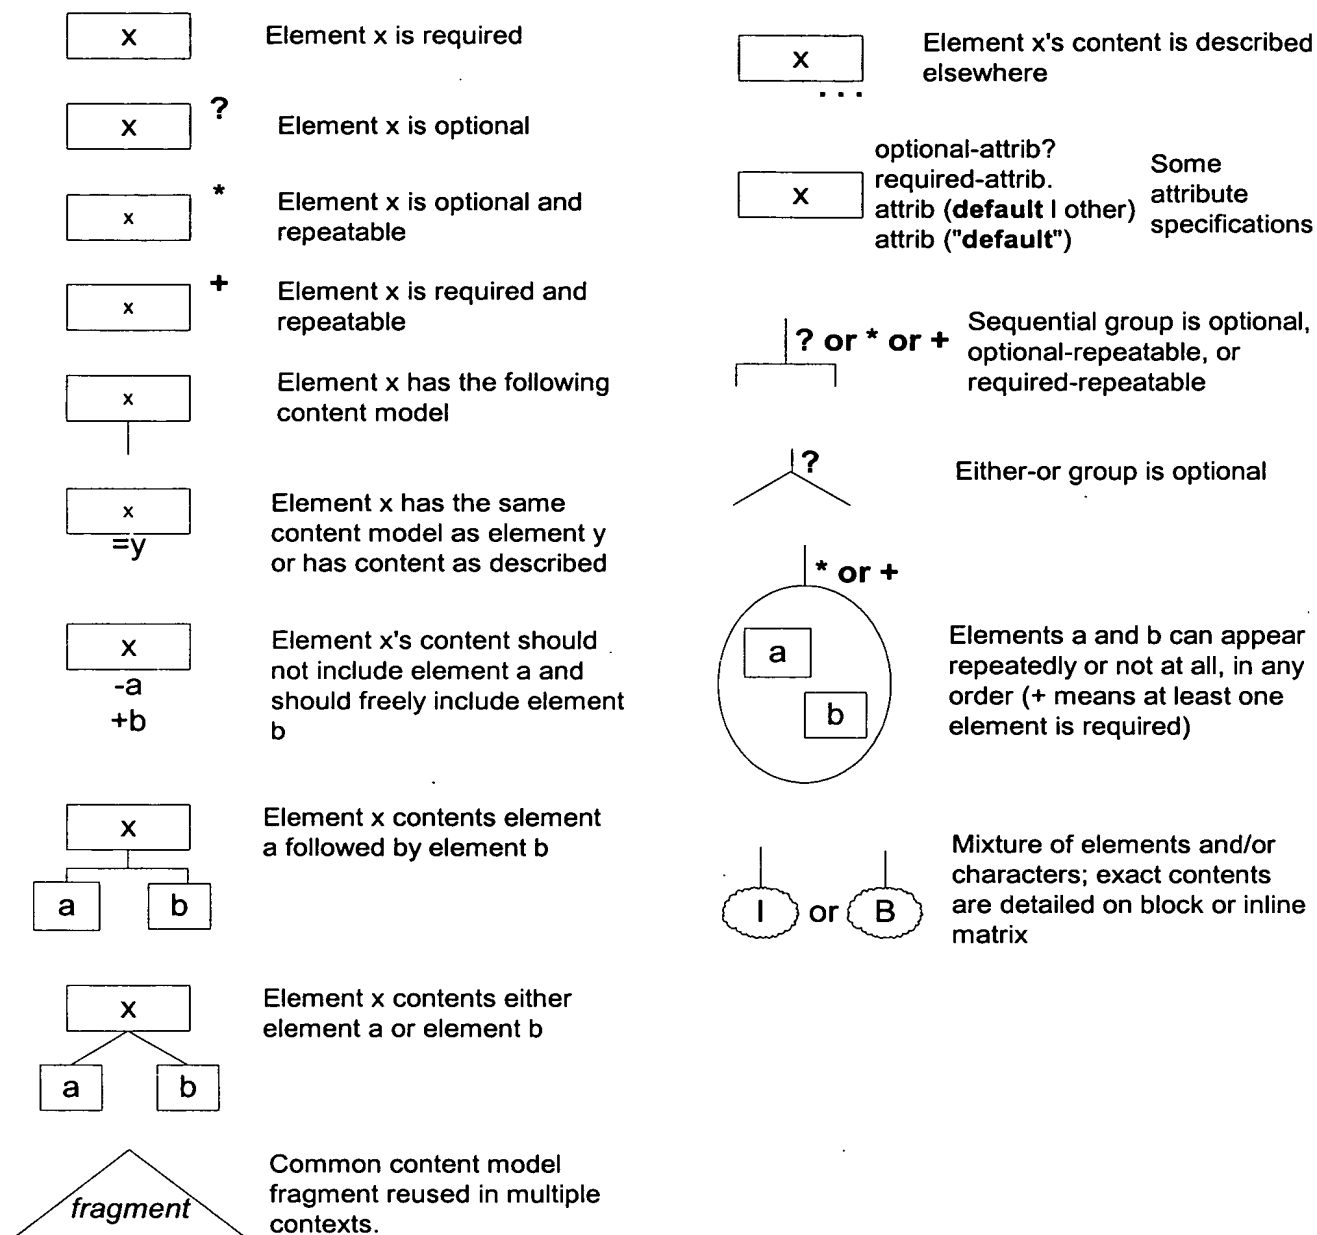 x
Element x is required
x
?
Element x is optional
x
*
Element x is optional and
repeatable
x
+
Element x is required and
repeatable
x
Element x has the following
content model
x
=y
Element x has the same
content model as element y
or has content as described
x
-a
+b
Element x's content should
not include element a and
should freely include element
b
x
a
b
Element x contents element
a followed by element b
x
a
b
Element x contents either
element a or element b
fragment
Common content model
fragment reused in multiple
contexts.
x
...
Element x's content is described
elsewhere
x
optional-attrib?
required-attrib.
attrib (default | other)
attrib ("default")
Some
attribute
specifications
? or * or +
Sequential group is optional,
optional-repeatable, or
required-repeatable
?
Either-or group is optional
* or +
a
b
Elements a and b can appear
repeatedly or not at all, in any
order (+ means at least one
element is required)
I or B
Mixture of elements and/or
characters; exact contents
are detailed on block or inline
matrix